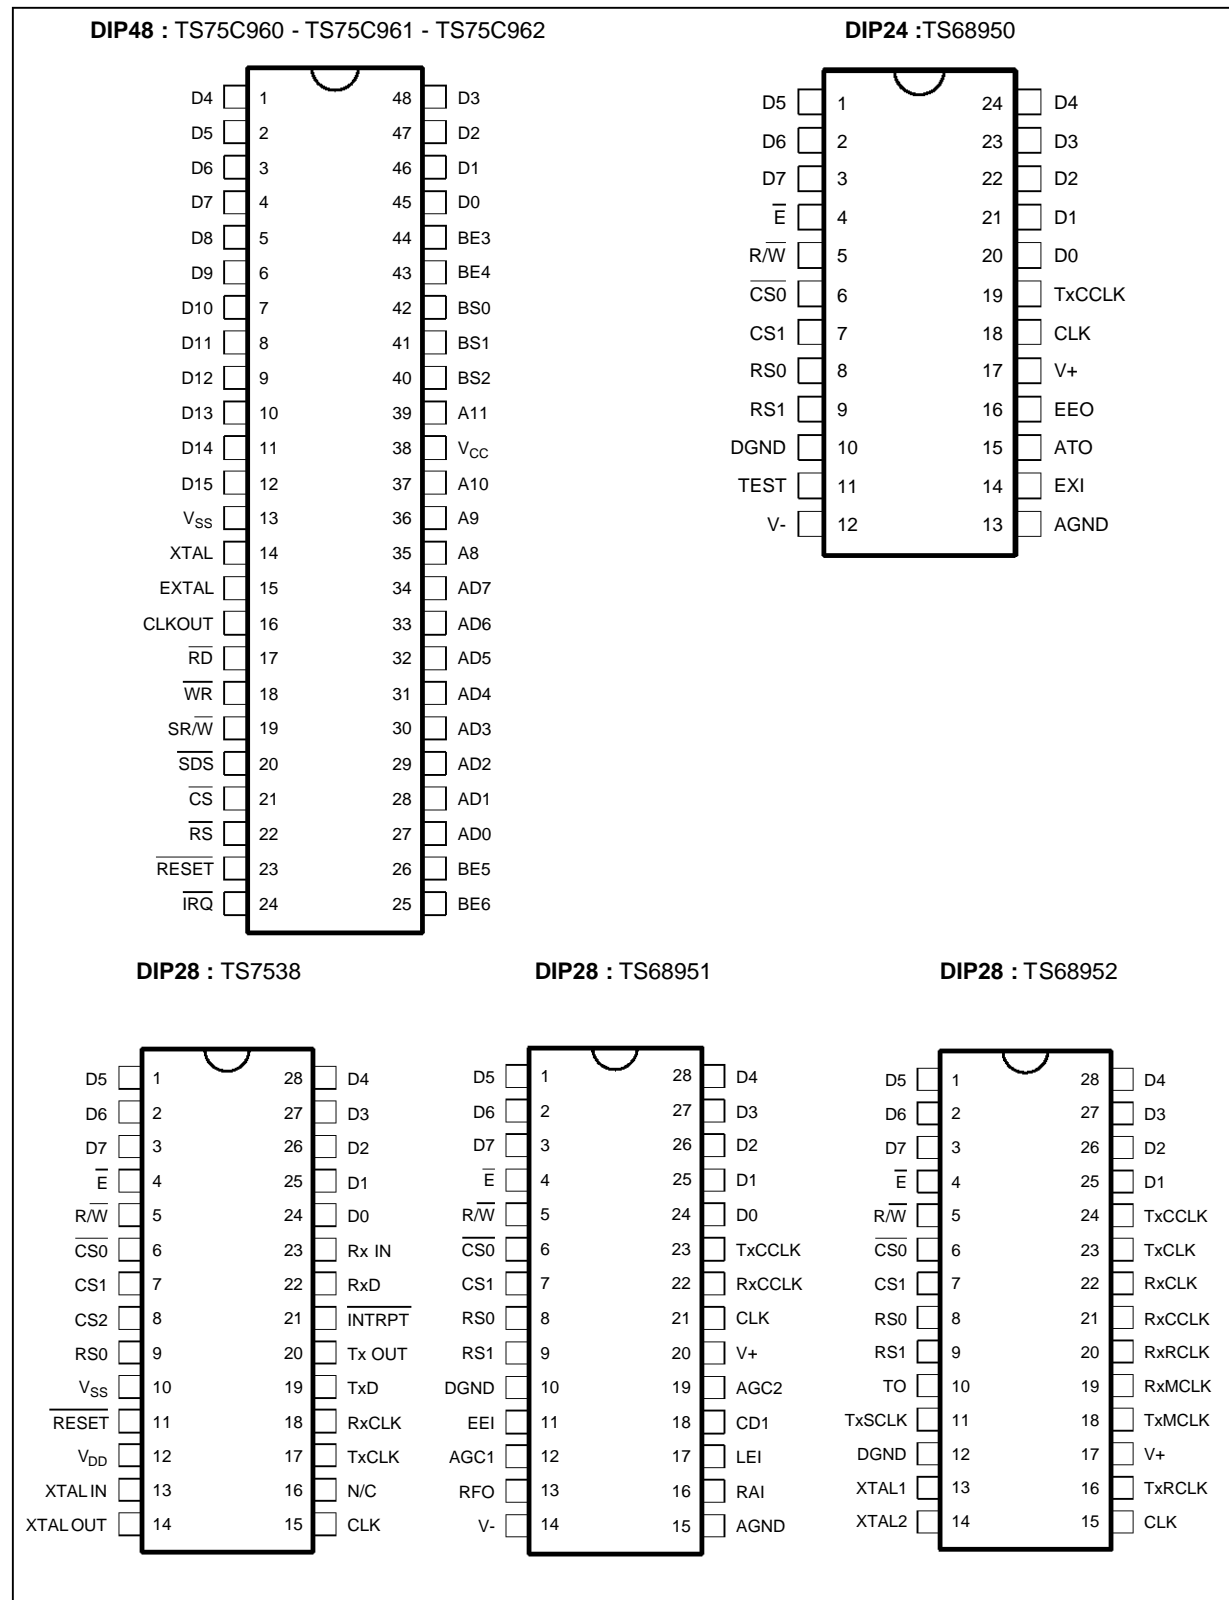 DIP48 : TS75C960 - TS75C961 - TS75C962
D4 1 48 D3
D5 2 47 D2
D6 3 46 D1
D7 4 45 D0
D8 5 44 BE3
D9 6 43 BE4
D10 7 42 BS0
D11 8 41 BS1
D12 9 40 BS2
D13 10 39 A11
D14 11 38 VCC
D15 12 37 A10
VSS 13 36 A9
XTAL 14 35 A8
EXTAL 15 34 AD7
CLKOUT 16 33 AD6
R̅D̅ 17 32 AD5
W̅R̅ 18 31 AD4
SR/W̅ 19 30 AD3
S̅D̅S̅ 20 29 AD2
C̅S̅ 21 28 AD1
R̅S̅ 22 27 AD0
R̅E̅S̅E̅T̅ 23 26 BE5
I̅R̅Q̅ 24 25 BE6
DIP24 :TS68950
D5 1 24 D4
D6 2 23 D3
D7 3 22 D2
E̅ 4 21 D1
R/W̅ 5 20 D0
C̅S̅0̅ 6 19 TxCCLK
CS1 7 18 CLK
RS0 8 17 V+
RS1 9 16 EEO
DGND 10 15 ATO
TEST 11 14 EXI
V- 12 13 AGND
DIP28 : TS7538
D5 1 28 D4
D6 2 27 D3
D7 3 26 D2
E̅ 4 25 D1
R/W̅ 5 24 D0
C̅S̅0̅ 6 23 Rx IN
CS1 7 22 RxD
CS2 8 21 I̅N̅T̅R̅P̅T̅
RS0 9 20 Tx OUT
VSS 10 19 TxD
R̅E̅S̅E̅T̅ 11 18 RxCLK
VDD 12 17 TxCLK
XTAL IN 13 16 N/C
XTAL OUT 14 15 CLK
DIP28 : TS68951
D5 1 28 D4
D6 2 27 D3
D7 3 26 D2
E̅ 4 25 D1
R/W̅ 5 24 D0
C̅S̅0̅ 6 23 TxCCLK
CS1 7 22 RxCCLK
RS0 8 21 CLK
RS1 9 20 V+
DGND 10 19 AGC2
EEI 11 18 CD1
AGC1 12 17 LEI
RFO 13 16 RAI
V- 14 15 AGND
DIP28 : TS68952
D5 1 28 D4
D6 2 27 D3
D7 3 26 D2
E̅ 4 25 D1
R/W̅ 5 24 TxCCLK
C̅S̅0̅ 6 23 TxCLK
CS1 7 22 RxCLK
RS0 8 21 RxCCLK
RS1 9 20 RxRCLK
TO 10 19 RxMCLK
TxSCLK 11 18 TxMCLK
DGND 12 17 V+
XTAL1 13 16 TxRCLK
XTAL2 14 15 CLK